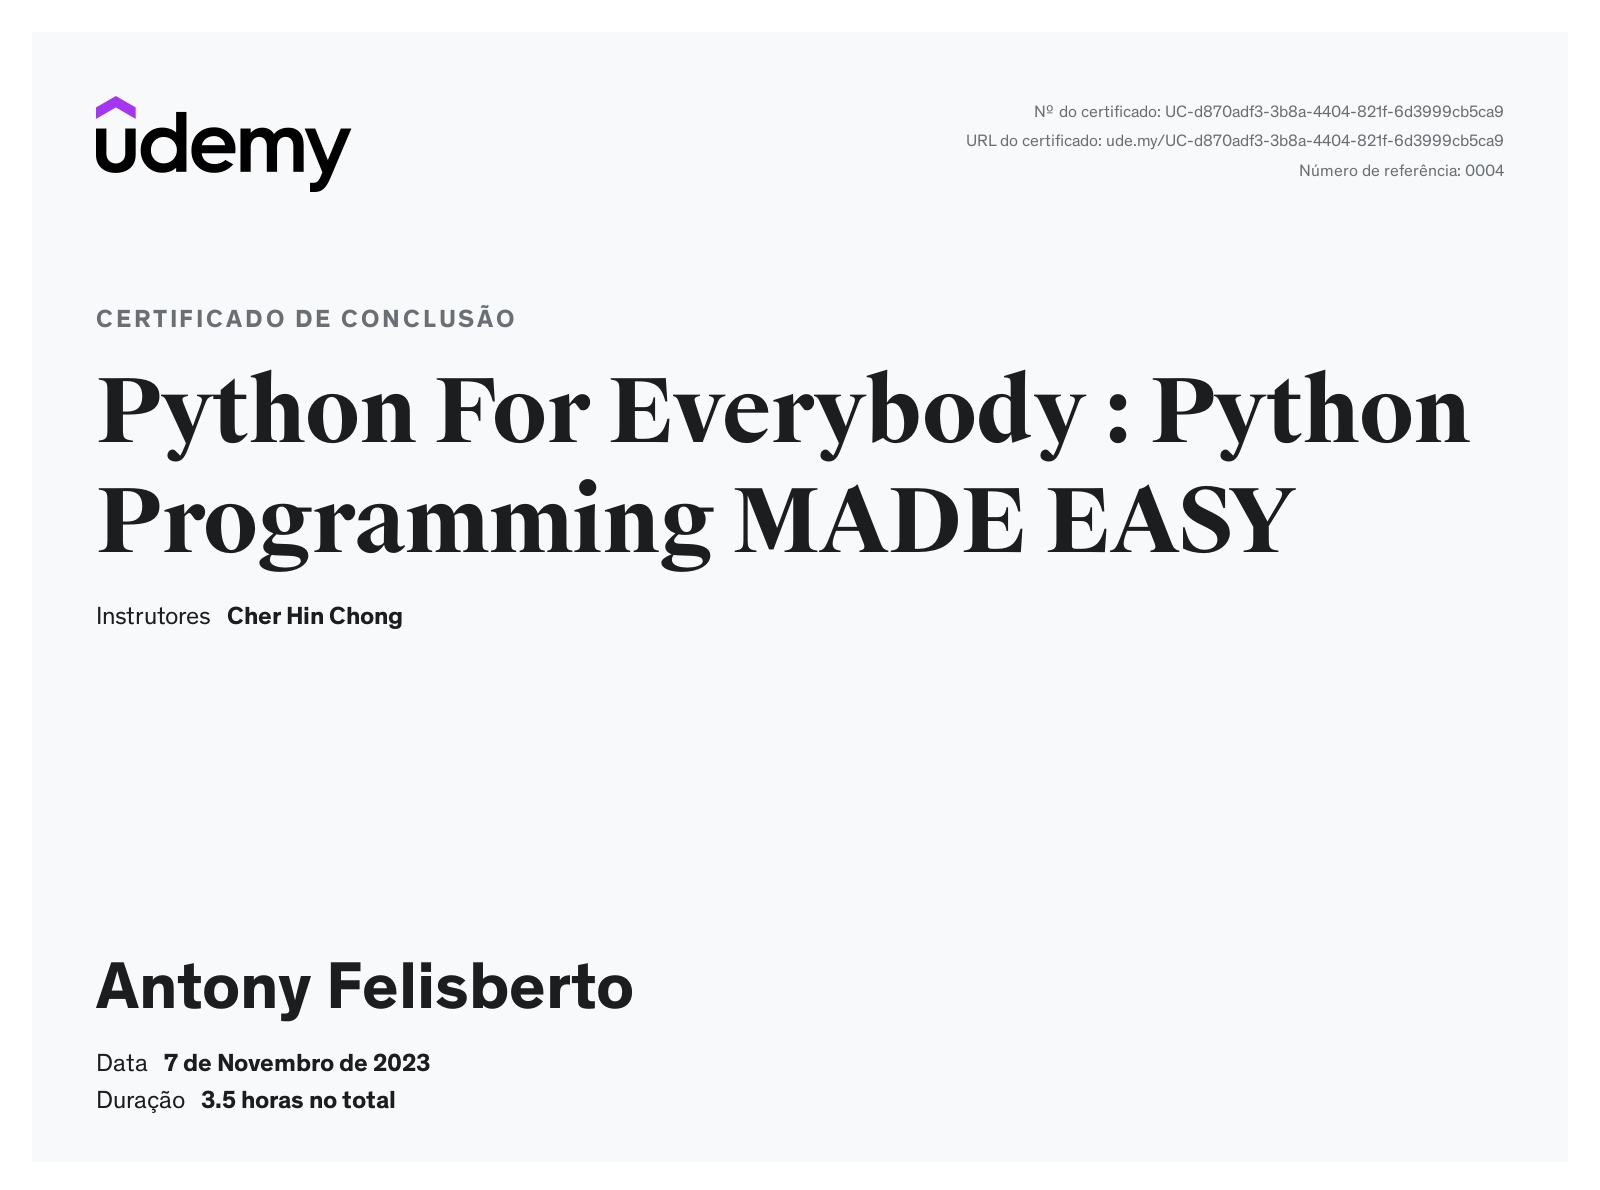 udemy
Nº do certificado: UC-d870adf3-3b8a-4404-821f-6d3999cb5ca9
URL do certificado: ude.my/UC-d870adf3-3b8a-4404-821f-6d3999cb5ca9
Número de referência: 0004
CERTIFICADO DE CONCLUSÃO
Python For Everybody : Python
Programming MADE EASY
Instrutores Cher Hin Chong
Antony Felisberto
Data 7 de Novembro de 2023
Duração 3.5 horas no total